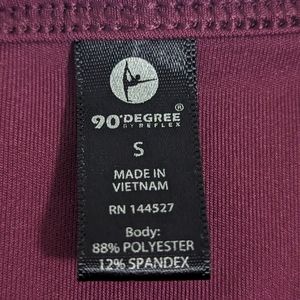 90°DEGREE®
BY REFLEX
S
MADE IN
VIETNAM
RN 144527
Body:
88% POLYESTER
12% SPANDEX